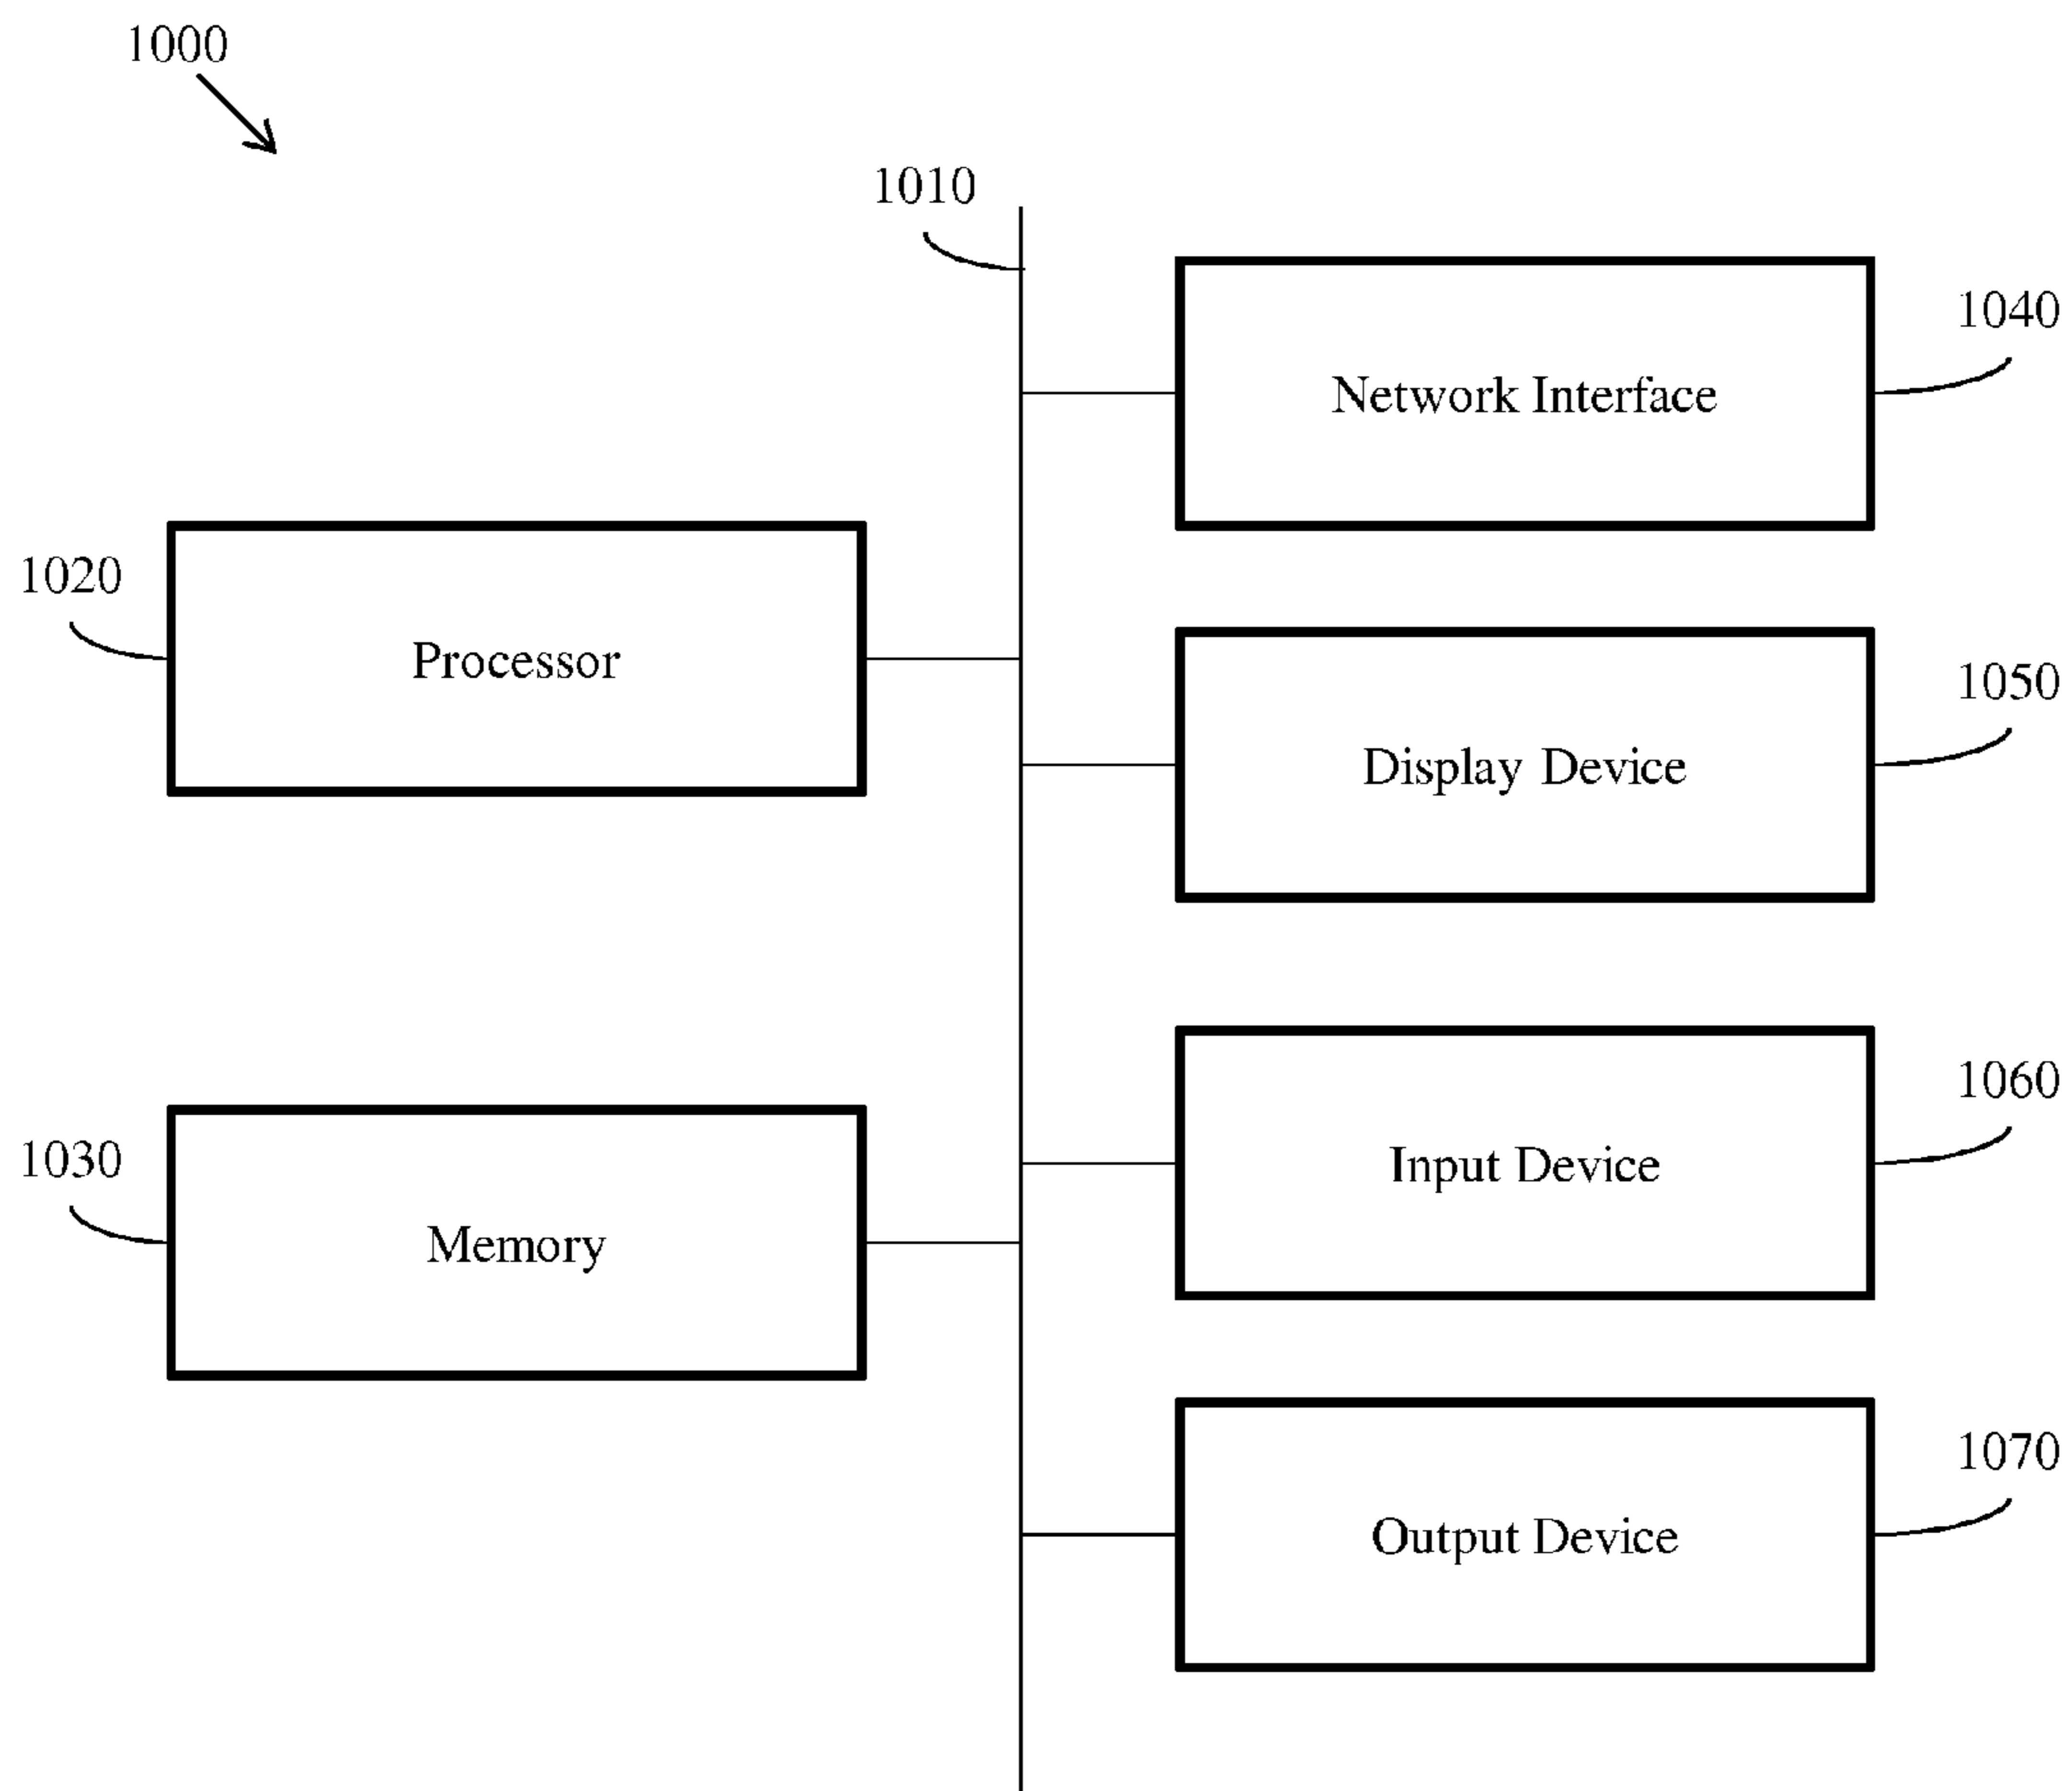 1000
1010
1040
Network Interface
1020
Processor
1050
Display Device
1060
Input Device
1030
Memory
1070
Output Device